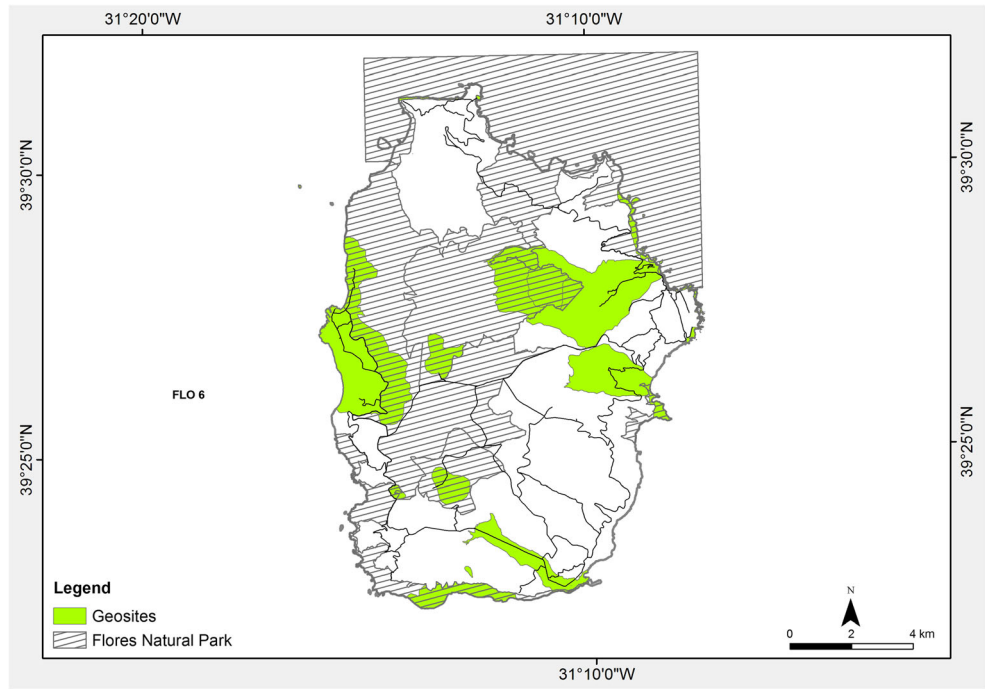 31°20'0"W 31°10'0"W
39°30'0"N 39°30'0"N
FLO 6
39°25'0"N 39°25'0"N
Legend
Geosites
Flores Natural Park
N
0 2 4 km
31°10'0"W